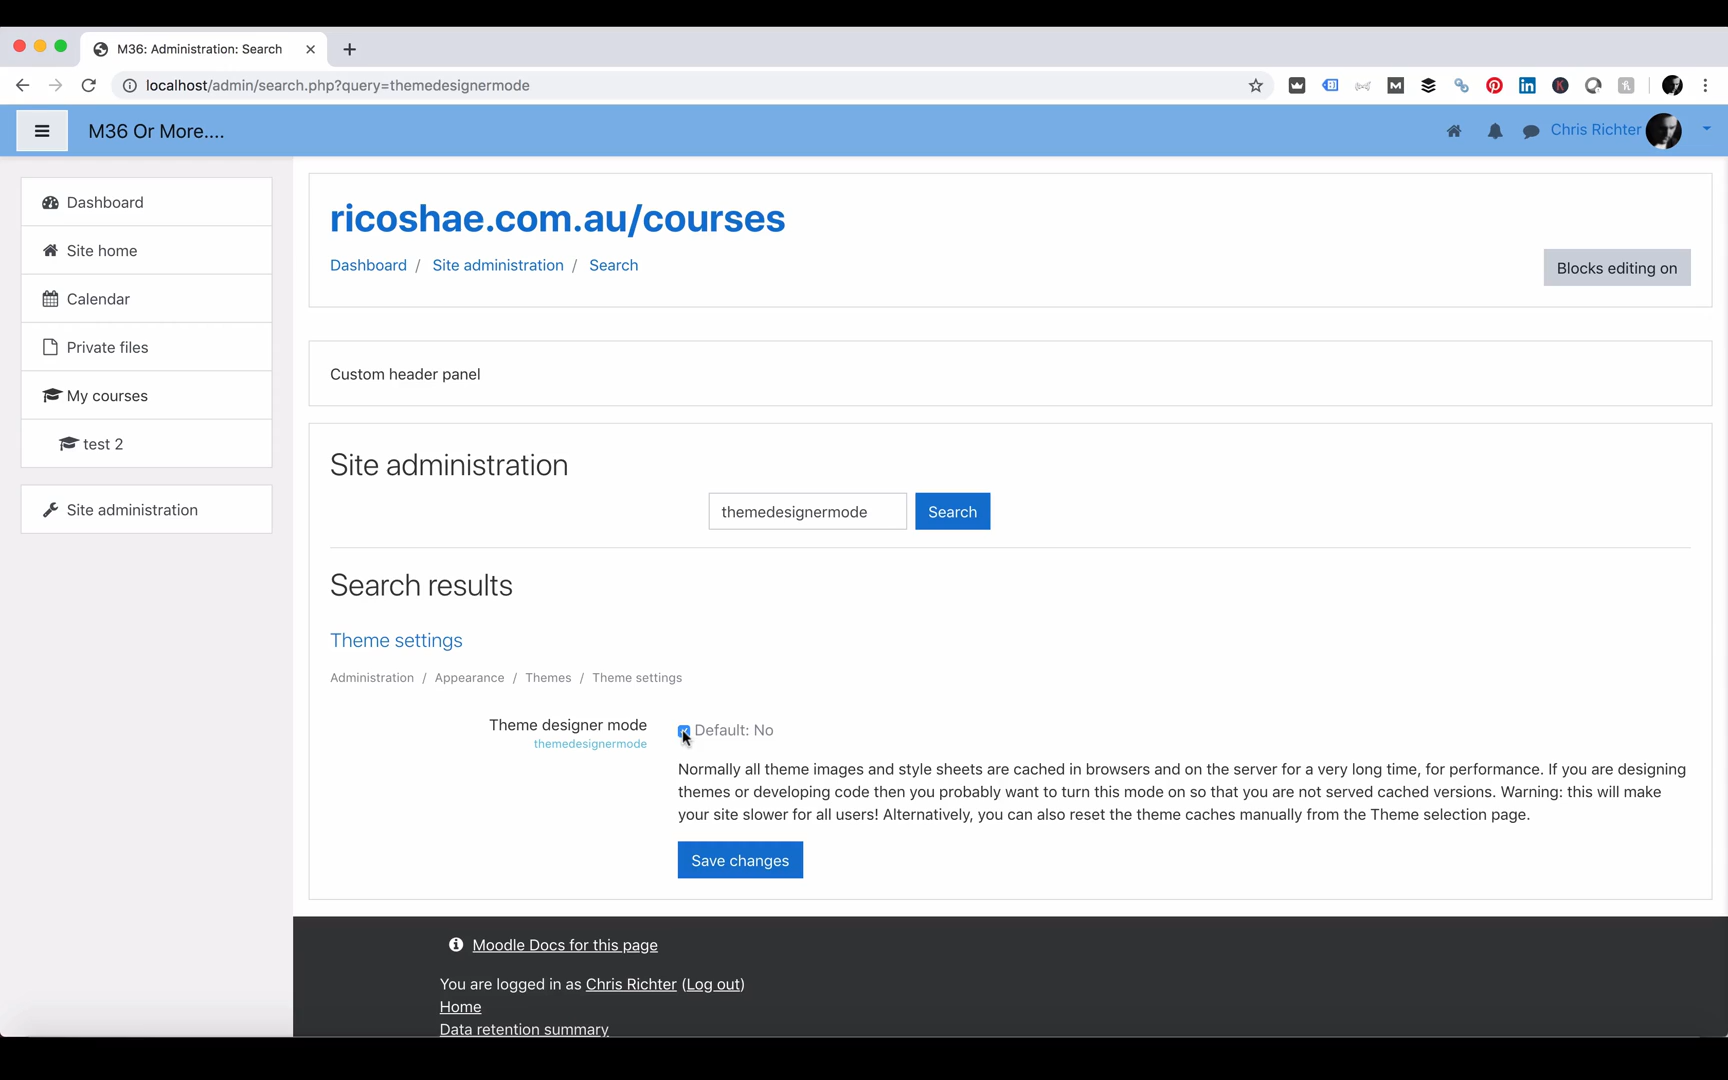 M36: Administration: Search
localhost/admin/search.php?query=themedesignermode
M36 Or More....
Chris Richter
Dashboard
Site home
Calendar
Private files
My courses
test 2
Site administration
ricoshae.com.au/courses
Dashboard / Site administration / Search
Blocks editing on
Custom header panel
Site administration
themedesignermode Search
Search results
Theme settings
Administration / Appearance / Themes / Theme settings
Theme designer mode
themedesignermode
Default: No
Normally all theme images and style sheets are cached in browsers and on the server for a very long time, for performance. If you are designing
themes or developing code then you probably want to turn this mode on so that you are not served cached versions. Warning: this will make
your site slower for all users! Alternatively, you can also reset the theme caches manually from the Theme selection page.
Save changes
Moodle Docs for this page
You are logged in as Chris Richter (Log out)
Home
Data retention summary